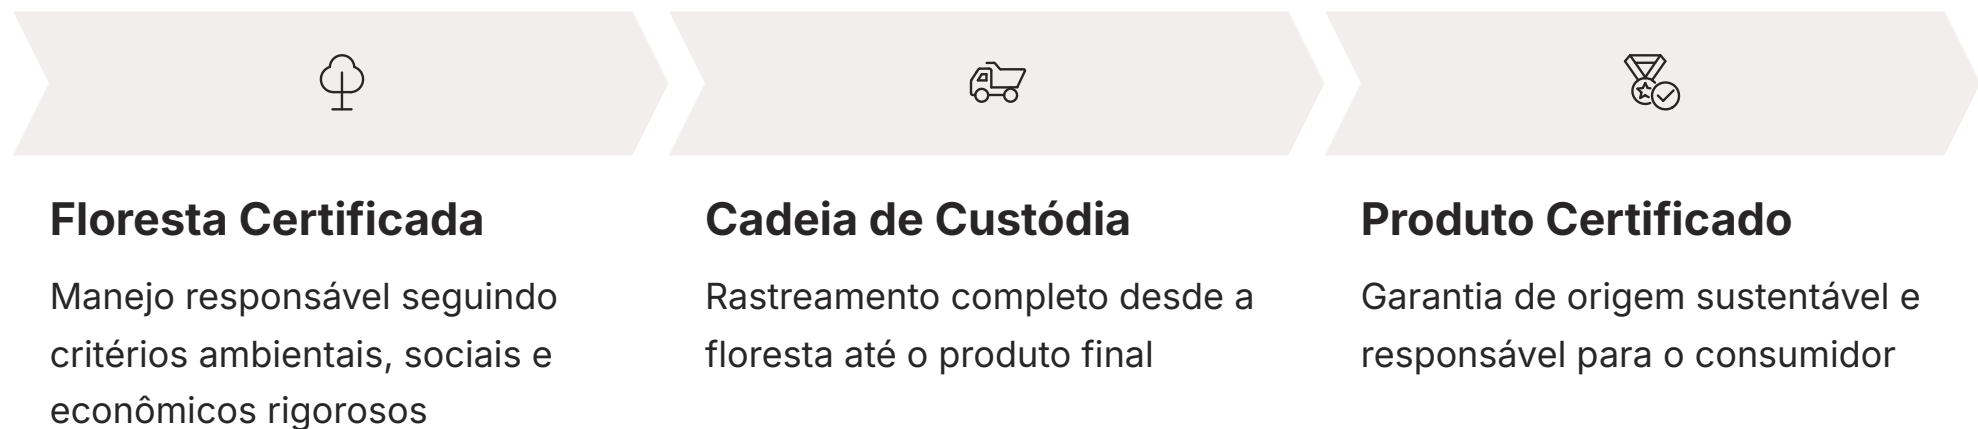 Floresta Certificada
Manejo responsável seguindo
critérios ambientais, sociais e
econômicos rigorosos
Cadeia de Custódia
Rastreamento completo desde a
floresta até o produto final
Produto Certificado
Garantia de origem sustentável e
responsável para o consumidor